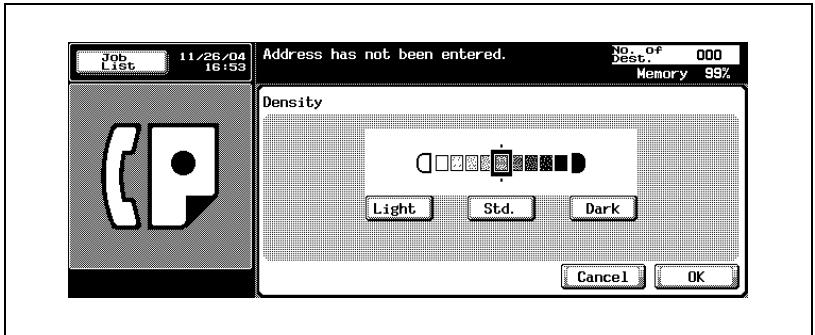 Job List
11/26/04
16:53
Address has not been entered.
No. of Dest. 000
Memory 99%
Density
Light Std. Dark
Cancel OK